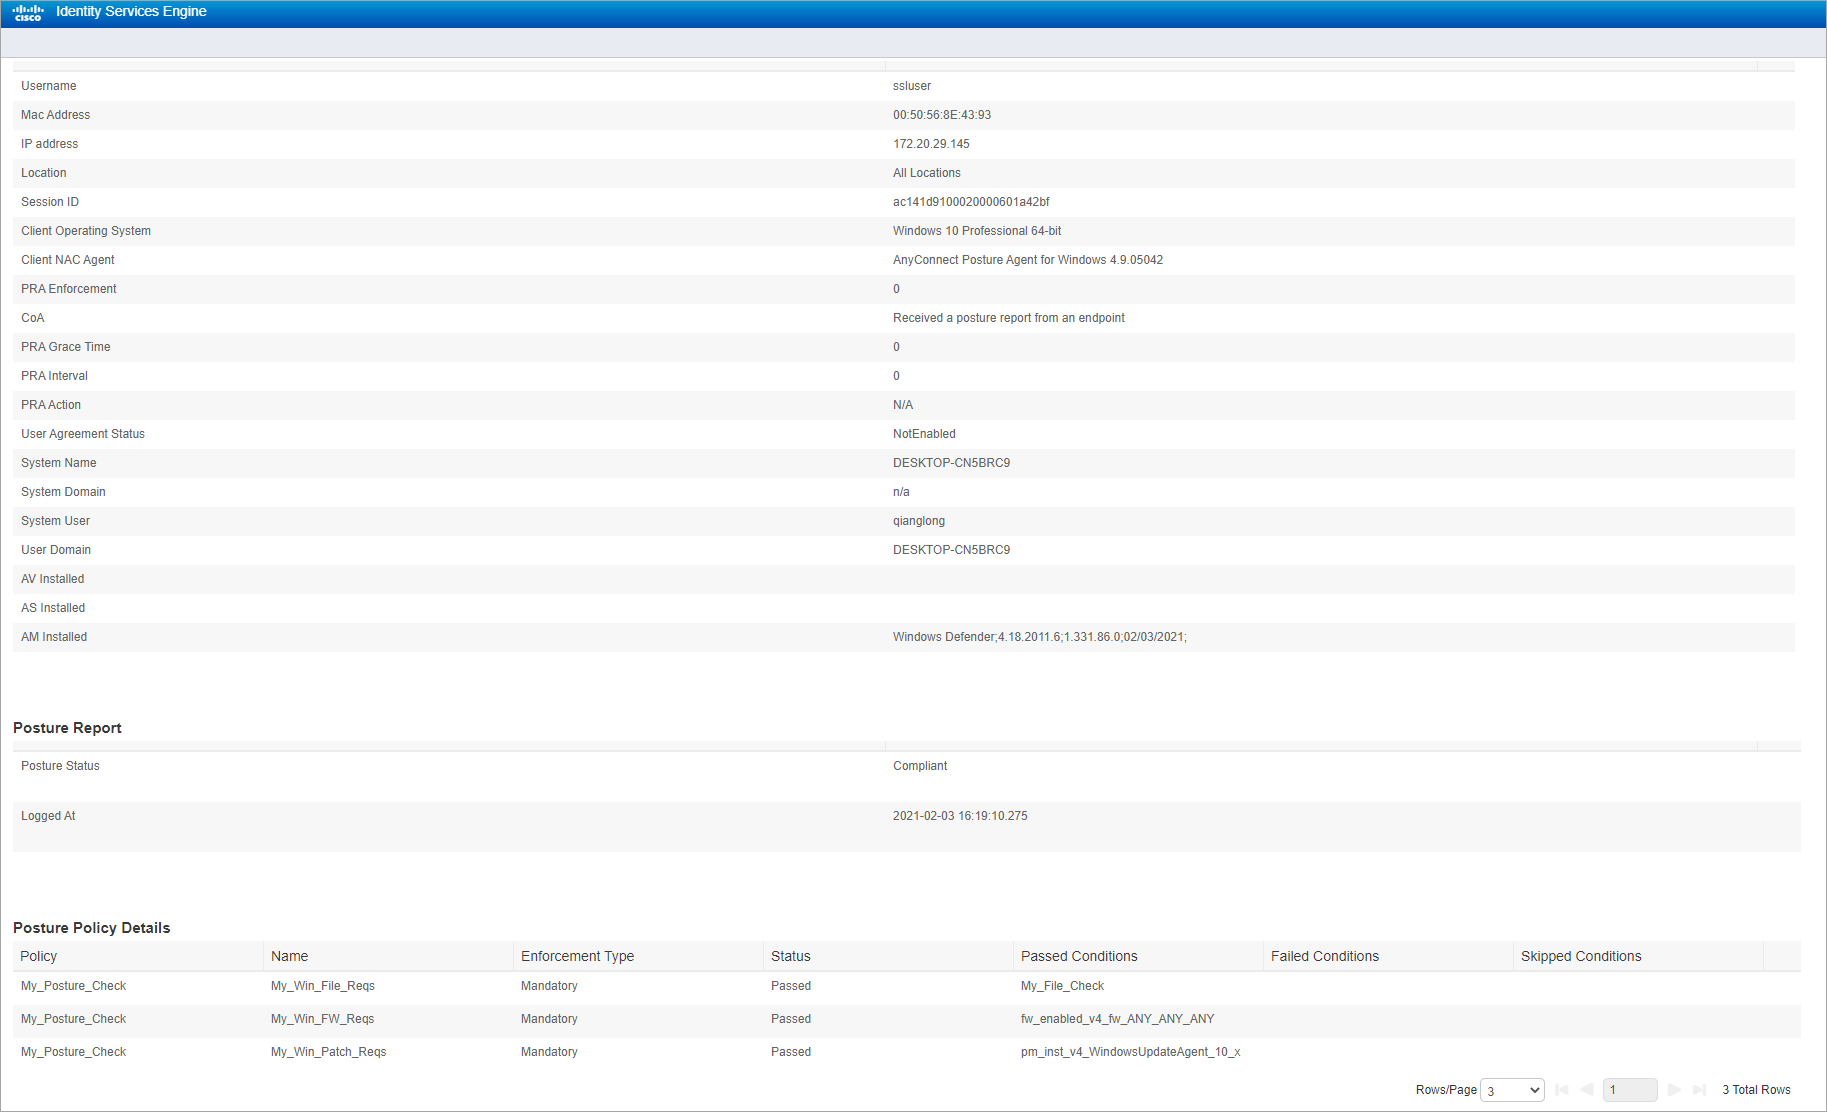 cisco Identity Services Engine
Username ssluser
Mac Address 00:50:56:8E:43:93
IP address 172.20.29.145
Location All Locations
Session ID ac141d9100020000601a42bf
Client Operating System Windows 10 Professional 64-bit
Client NAC Agent AnyConnect Posture Agent for Windows 4.9.05042
PRA Enforcement 0
CoA Received a posture report from an endpoint
PRA Grace Time 0
PRA Interval 0
PRA Action N/A
User Agreement Status NotEnabled
System Name DESKTOP-CN5BRC9
System Domain n/a
System User qianglong
User Domain DESKTOP-CN5BRC9
AV Installed
AS Installed
AM Installed Windows Defender;4.18.2011.6;1.331.86.0;02/03/2021;
Posture Report
Posture Status Compliant
Logged At 2021-02-03 16:19:10.275
Posture Policy Details
Policy Name Enforcement Type Status Passed Conditions Failed Conditions Skipped Conditions
My_Posture_Check My_Win_File_Reqs Mandatory Passed My_File_Check
My_Posture_Check My_Win_FW_Reqs Mandatory Passed fw_enabled_v4_fw_ANY_ANY_ANY
My_Posture_Check My_Win_Patch_Reqs Mandatory Passed pm_inst_v4_WindowsUpdateAgent_10_x
Rows/Page 3 1 3 Total Rows